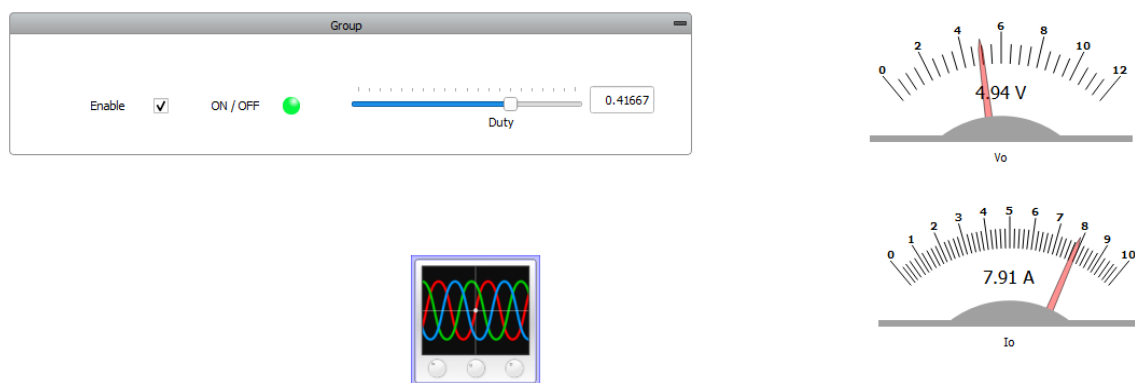 Group
Enable
ON / OFF
0.41667
Duty
0 2 4 6 8 10 12
4.94 V
Vo
0 1 2 3 4 5 6 7 8 9 10
7.91 A
Io